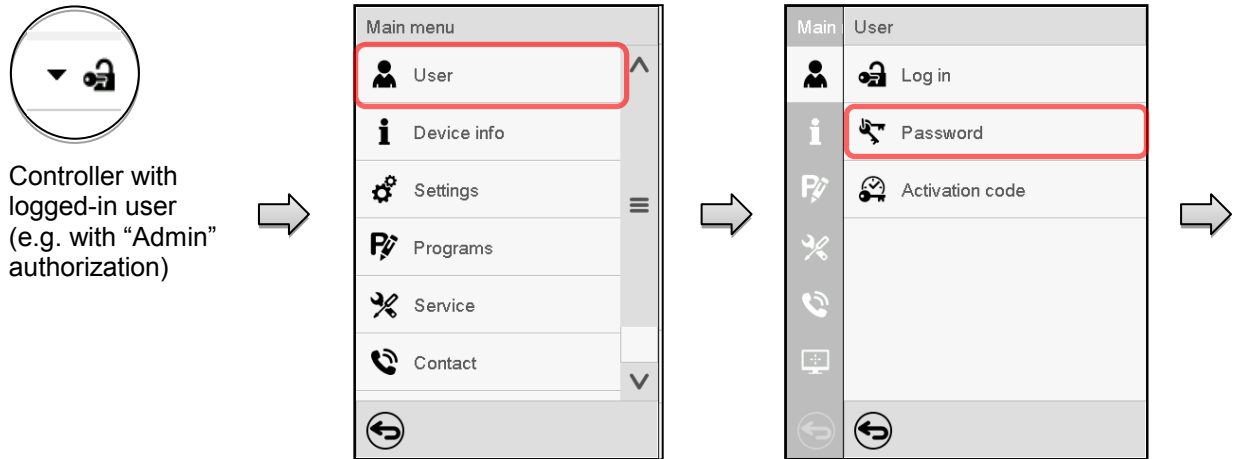 Controller with
logged-in user
(e.g. with “Admin”
authorization)
Main menu
User
Device info
Settings
Programs
Service
Contact
Main
User
Log in
Password
Activation code